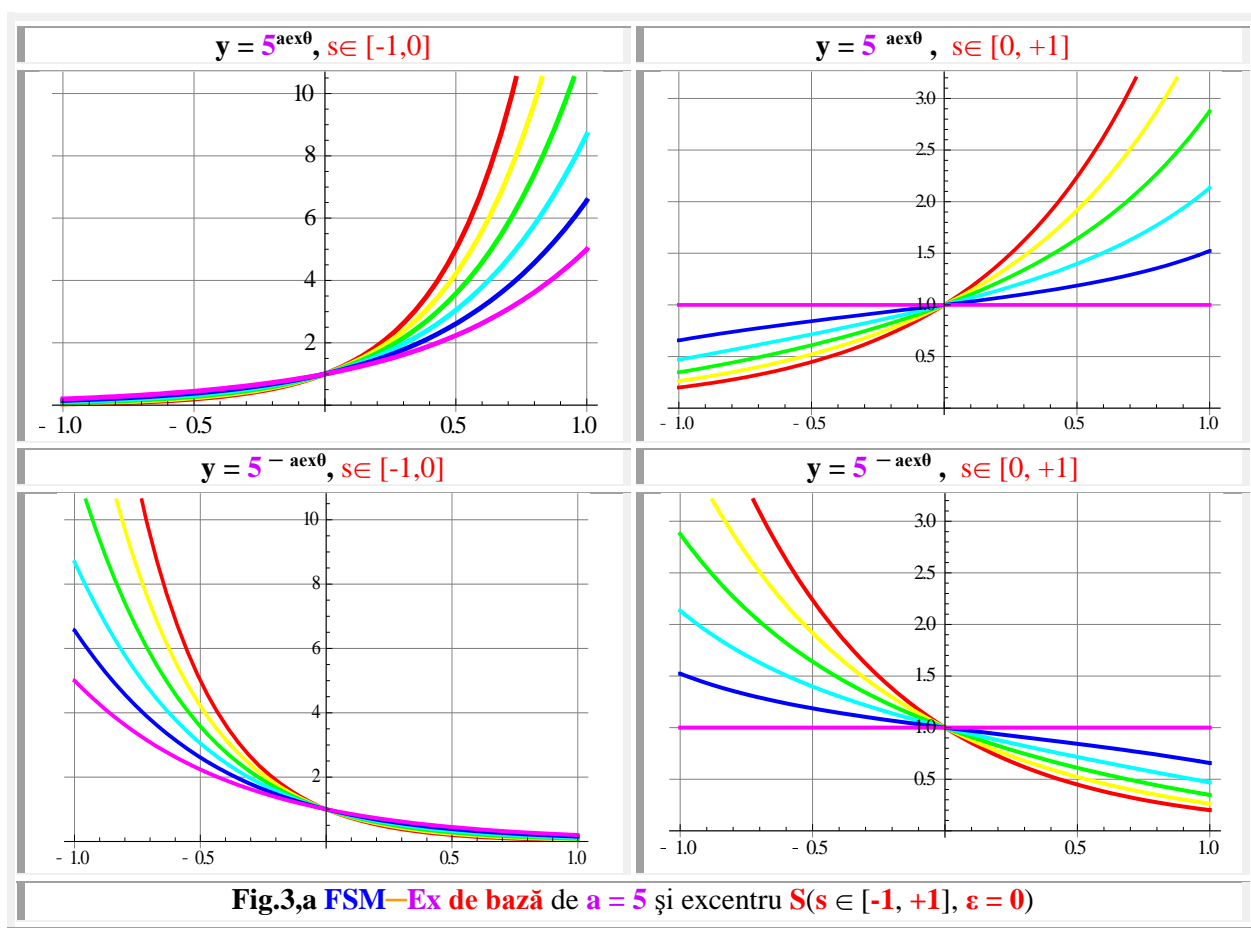 y = 5^aexθ, s∈ [-1,0]
y = 5 ^aexθ , s∈ [0, +1]
10
8
6
4
2
- 1.0 - 0.5 0.5 1.0
3.0
2.5
2.0
1.5
1.0
0.5
- 1.0 - 0.5 0.5 1.0
y = 5 ^– aexθ, s∈ [-1,0]
y = 5 ^– aexθ , s∈ [0, +1]
10
8
6
4
2
- 1.0 - 0.5 0.5 1.0
3.0
2.5
2.0
1.5
1.0
0.5
- 1.0 - 0.5 0.5 1.0
Fig.3,a FSM—Ex de bază de a = 5 şi excentru S(s ∈ [-1, +1], ε = 0)